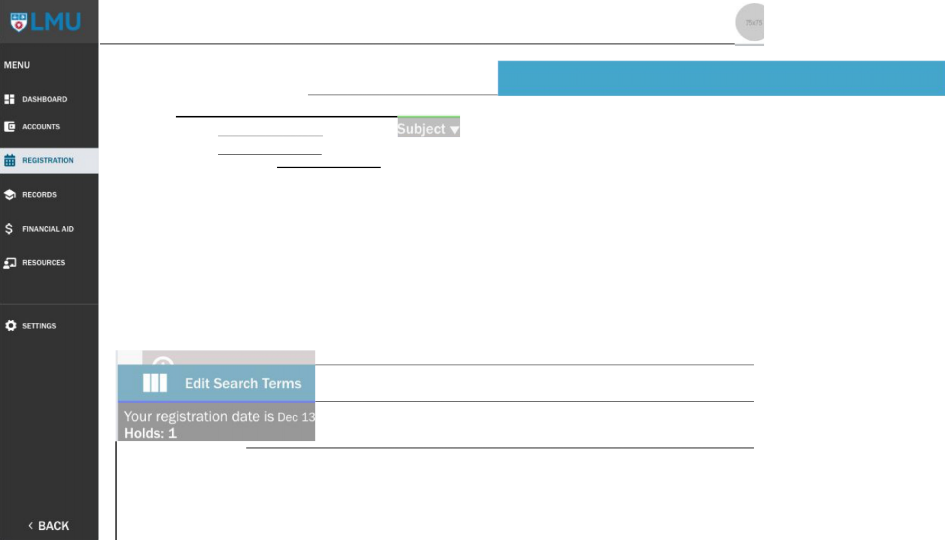 LMU
MENU
DASHBOARD
ACCOUNTS
REGISTRATION
RECORDS
FINANCIAL AID
RESOURCES
SETTINGS
< BACK
Subject ▼
Edit Search Terms
Your registration date is Dec 13
Holds: 1